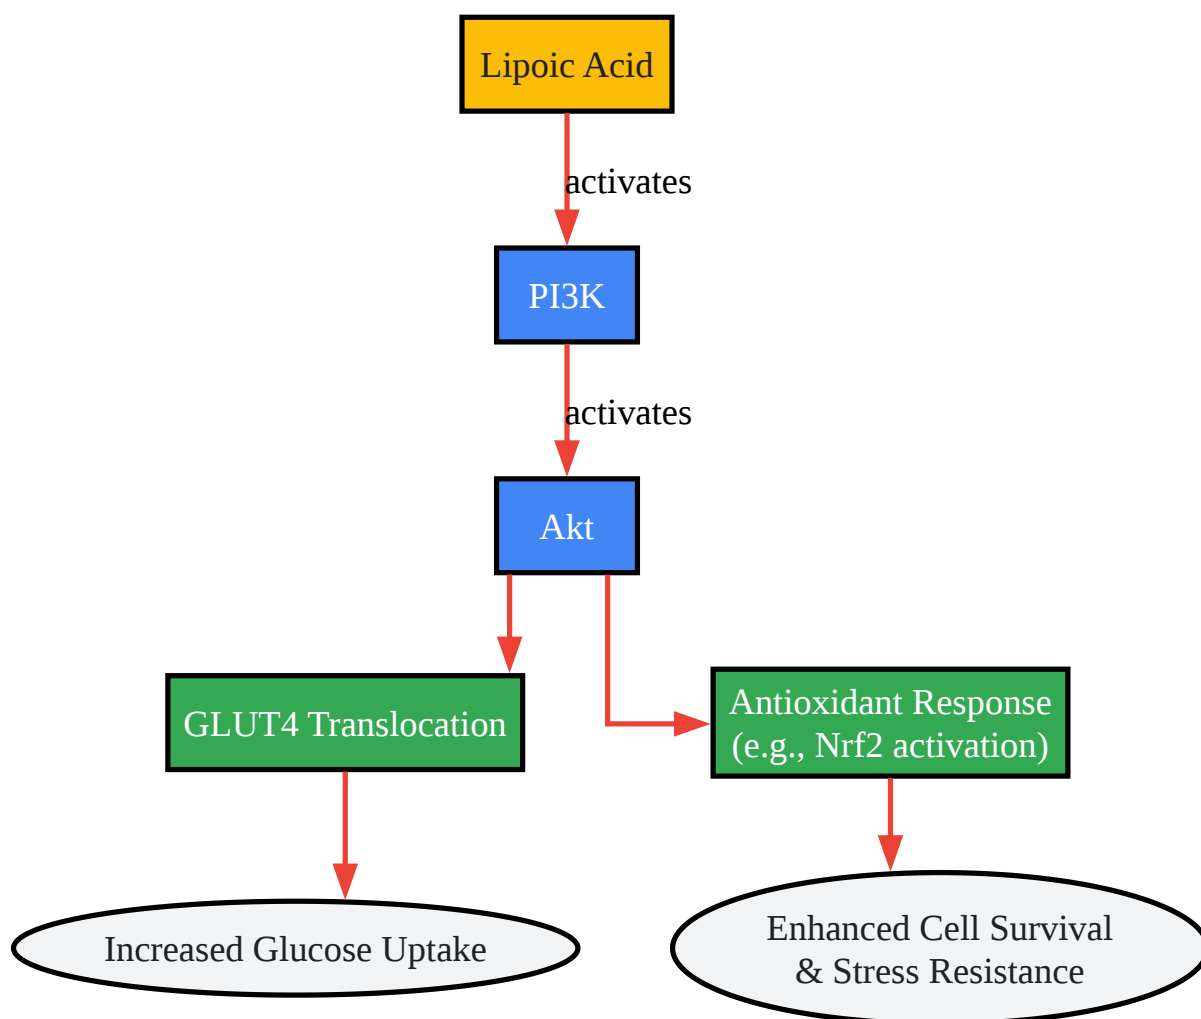 Lipoic Acid
activates
PI3K
activates
Akt
GLUT4 Translocation
Antioxidant Response
(e.g., Nrf2 activation)
Increased Glucose Uptake
Enhanced Cell Survival
& Stress Resistance